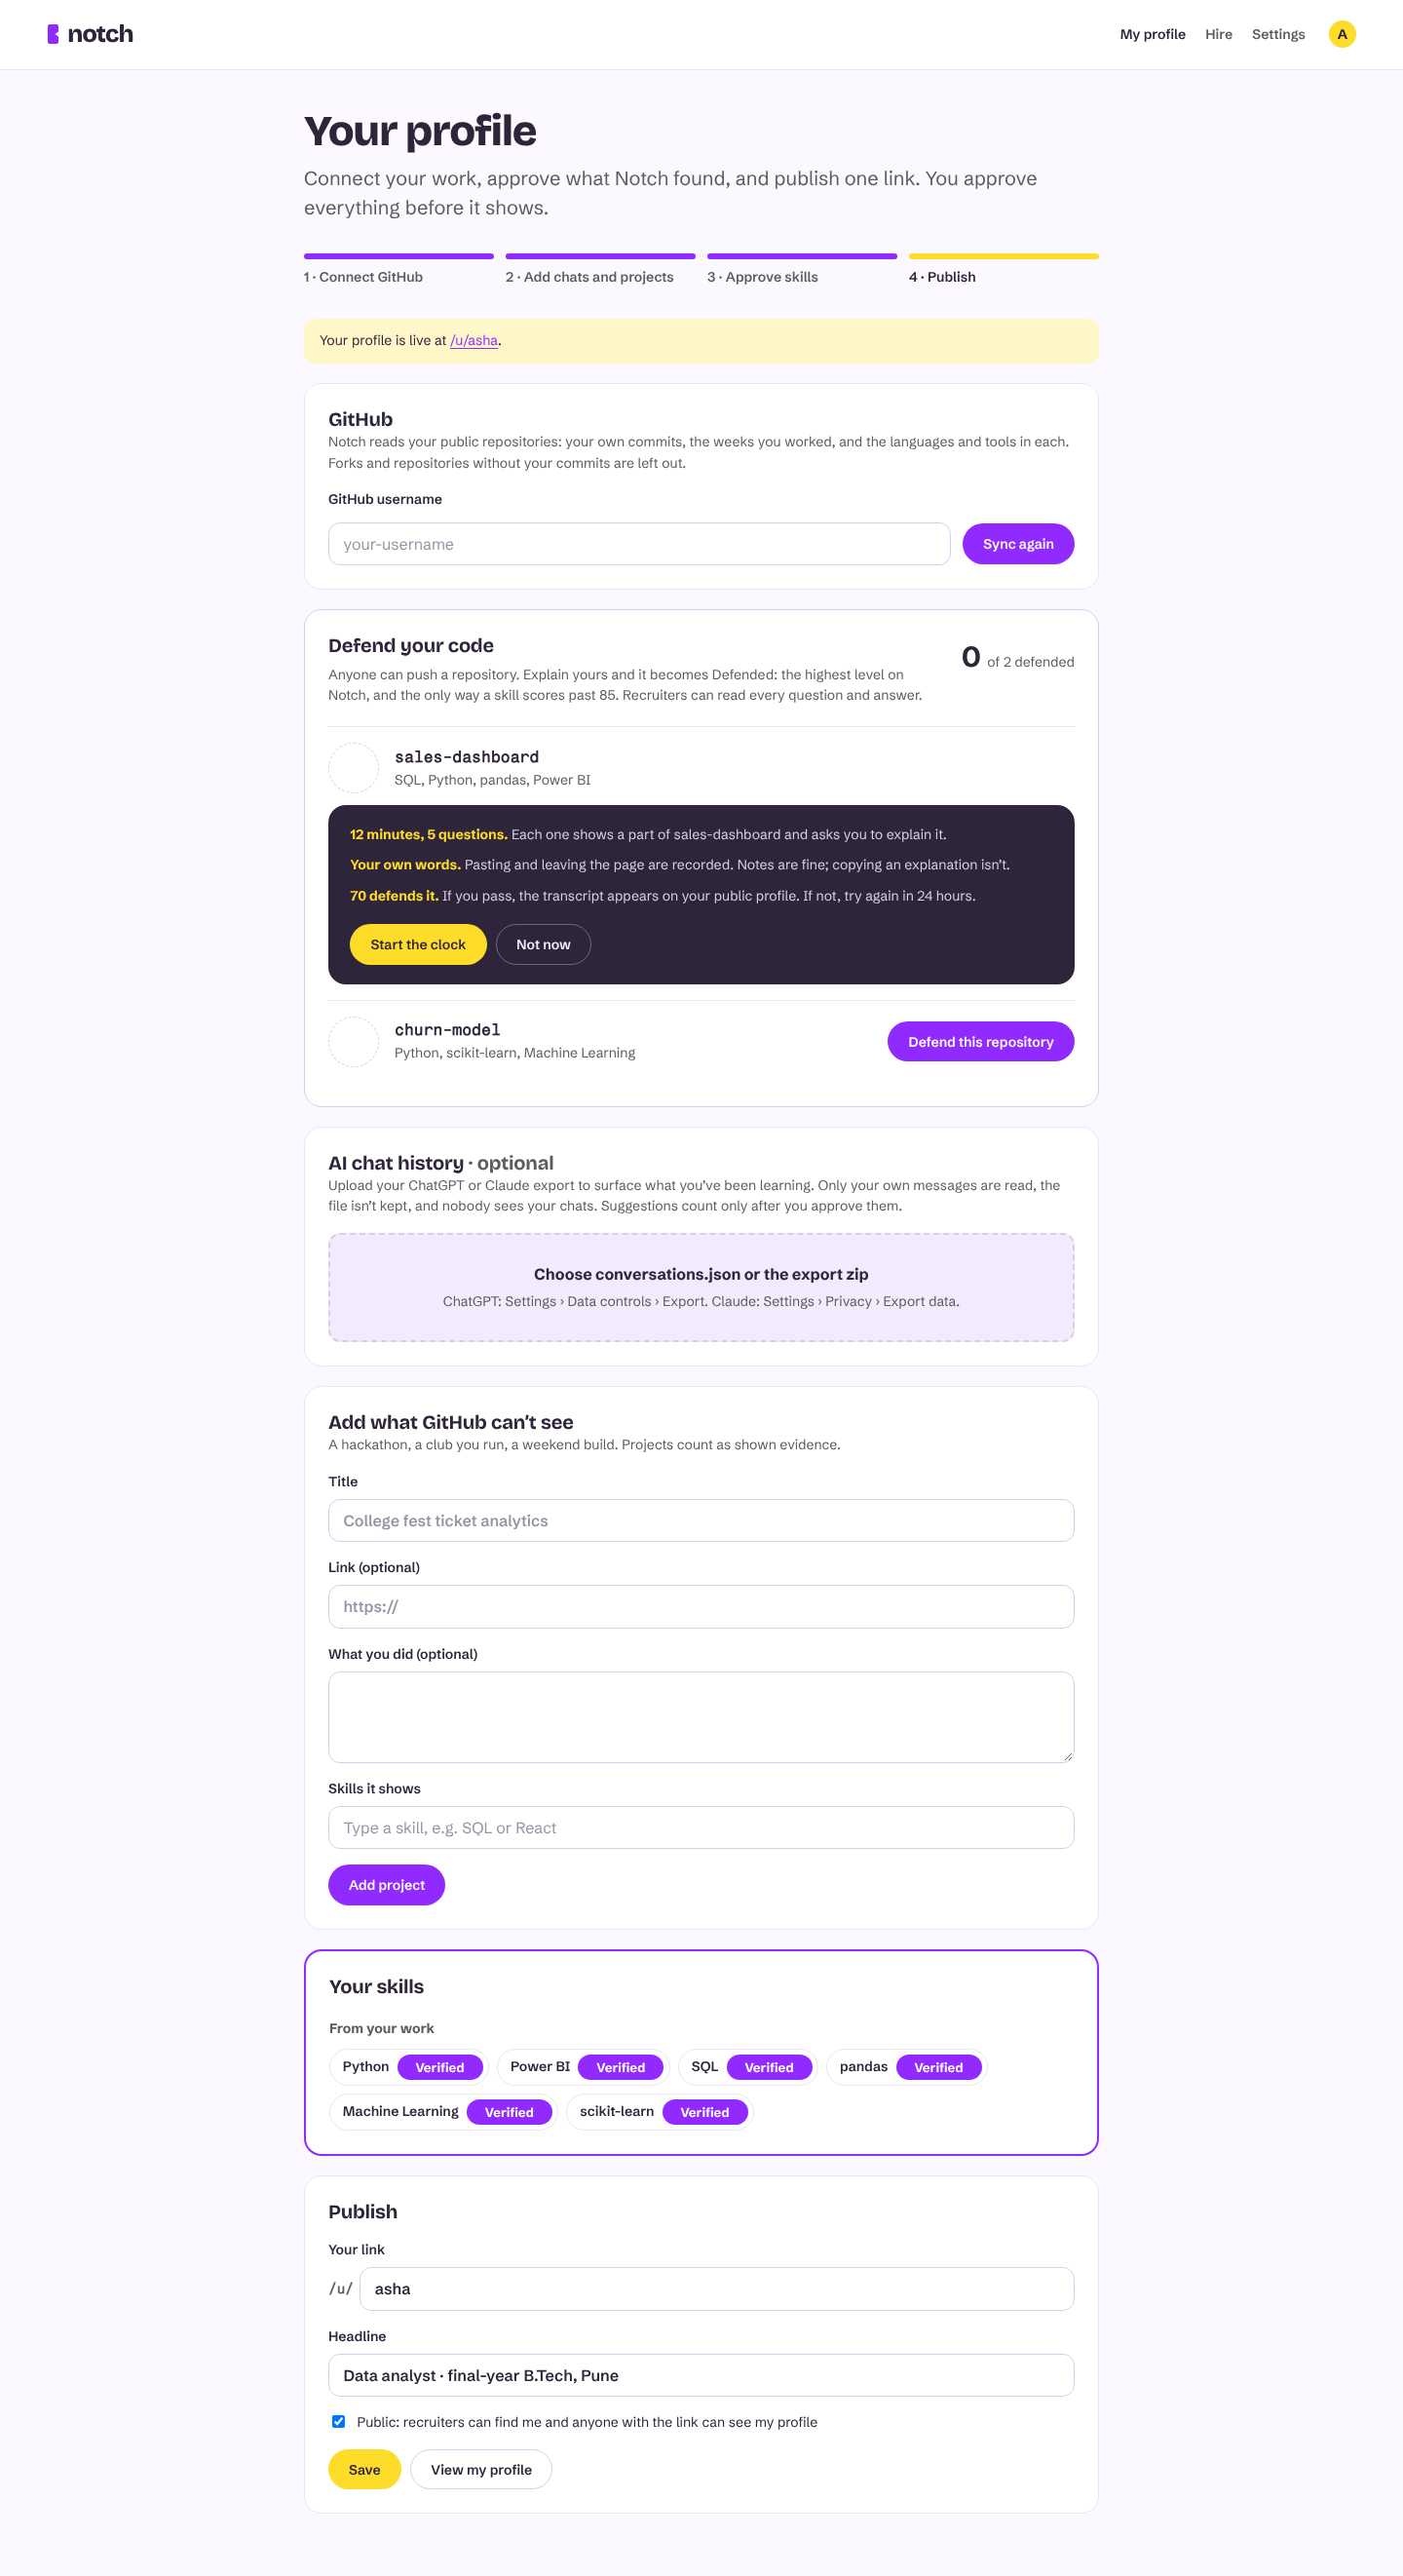 notch
My profile
Hire
Settings
A
Your profile
Connect your work, approve what Notch found, and publish one link. You approve
everything before it shows.
1 · Connect GitHub
2 · Add chats and projects
3 · Approve skills
4 · Publish
Your profile is live at /u/asha.
GitHub
Notch reads your public repositories: your own commits, the weeks you worked, and the languages and tools in each.
Forks and repositories without your commits are left out.
GitHub username
your-username
Sync again
Defend your code
0 of 2 defended
Anyone can push a repository. Explain yours and it becomes Defended: the highest level on
Notch, and the only way a skill scores past 85. Recruiters can read every question and answer.
sales-dashboard
SQL, Python, pandas, Power BI
12 minutes, 5 questions. Each one shows a part of sales-dashboard and asks you to explain it.
Your own words. Pasting and leaving the page are recorded. Notes are fine; copying an explanation isn't.
70 defends it. If you pass, the transcript appears on your public profile. If not, try again in 24 hours.
Start the clock
Not now
churn-model
Python, scikit-learn, Machine Learning
Defend this repository
AI chat history · optional
Upload your ChatGPT or Claude export to surface what you've been learning. Only your own messages are read, the
file isn't kept, and nobody sees your chats. Suggestions count only after you approve them.
Choose conversations.json or the export zip
ChatGPT: Settings › Data controls › Export. Claude: Settings › Privacy › Export data.
Add what GitHub can't see
A hackathon, a club you run, a weekend build. Projects count as shown evidence.
Title
College fest ticket analytics
Link (optional)
https://
What you did (optional)
Skills it shows
Type a skill, e.g. SQL or React
Add project
Your skills
From your work
Python Verified
Power BI Verified
SQL Verified
pandas Verified
Machine Learning Verified
scikit-learn Verified
Publish
Your link
/u/ asha
Headline
Data analyst · final-year B.Tech, Pune
Public: recruiters can find me and anyone with the link can see my profile
Save
View my profile